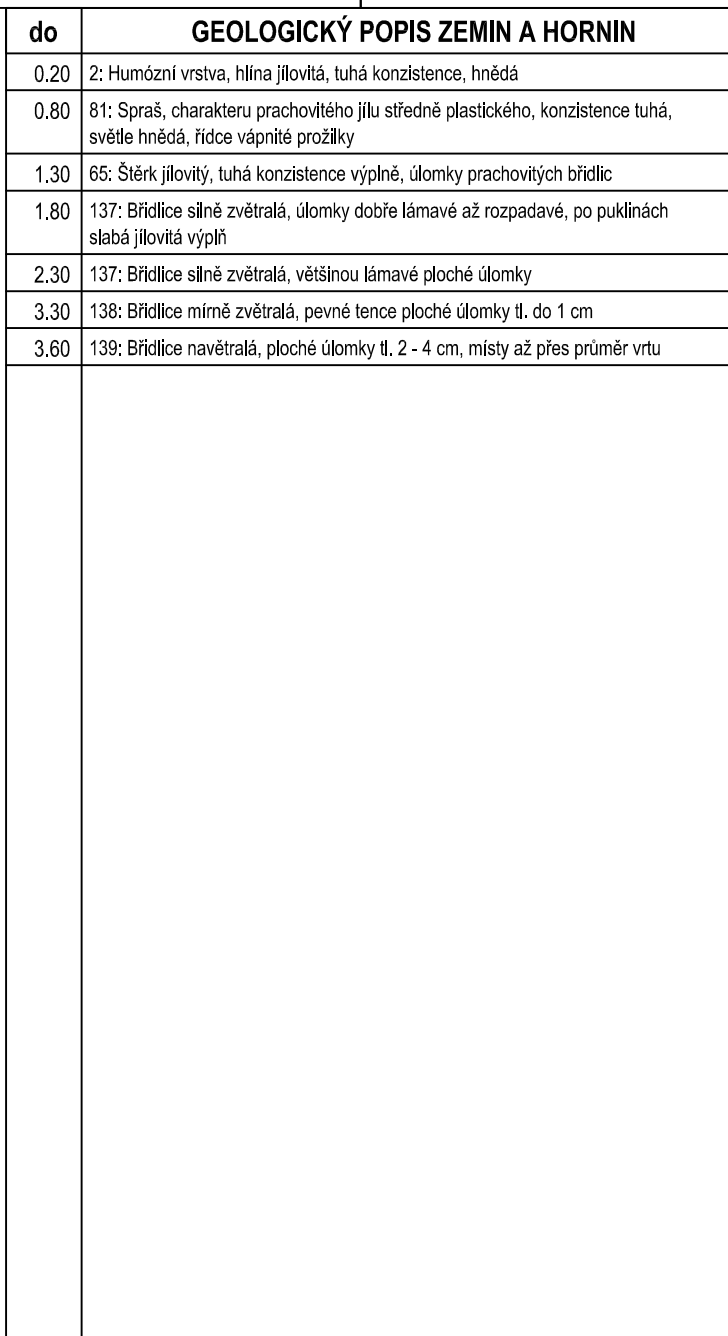 do GEOLOGICKÝ POPIS ZEMIN A HORNIN
0.20 2: Humózní vrstva, hlína jílovitá, tuhá konzistence, hnědá
0.80 81: Spraš, charakteru prachovitého jílu středně plastického, konzistence tuhá,
světle hnědá, řídce vápnité prožilky
1.30 65: Štěrk jílovitý, tuhá konzistence výplně, úlomky prachovitých břidlic
1.80 137: Břidlice silně zvětralá, úlomky dobře lámavé až rozpadavé, po puklinách
slabá jílovitá výplň
2.30 137: Břidlice silně zvětralá, většinou lámavé ploché úlomky
3.30 138: Břidlice mírně zvětralá, pevné tence ploché úlomky tl. do 1 cm
3.60 139: Břidlice navětralá, ploché úlomky tl. 2 - 4 cm, místy až přes průměr vrtu